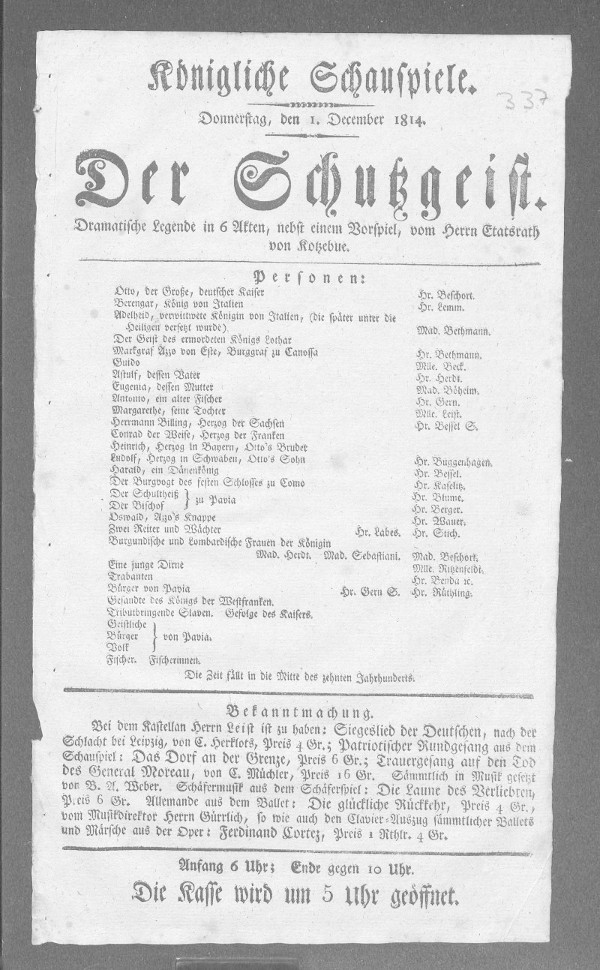 337
Königliche Schauspiele.
Donnerstag, den 1. December 1814.
Der Schutzgeist.
Dramatische Legende in 6 Akten, nebst einem Vorspiel, vom Herrn Etatsrath
von Kotzebue.
Personen:
Otto, der Große, deutscher Kaiser Hr. Beschort.
Berengar, König von Italien Hr. Lemm.
Adelheid, verwittwete Königin von Italien, (die später unter die
Heiligen versetzt wurde). Mad. Bethmann.
Der Geist des ermordeten Königs Lothar
Markgraf Azzo von Este, Burggraf zu Canossa Hr. Bethmann.
Guido Mlle. Beck.
Astulf, dessen Vater Hr. Herdt.
Eugenia, dessen Mutter Mad. Böheim.
Antonio, ein alter Fischer Hr. Gern.
Margarethe, seine Tochter Mlle. Leist.
Herrmann Billing, Herzog der Sachsen Hr. Bessel S.
Conrad der Weise, Herzog der Franken
Heinrich, Herzog in Bayern, Otto's Bruder
Ludolf, Herzog in Schwaben, Otto's Sohn Hr. Buggenhagen.
Harald, ein Dänenkönig Hr. Bessel.
Der Burgvogt des festen Schlosses zu Como Hr. Kaselitz.
Der Schultheiß } zu Pavia Hr. Blume.
Der Bischof Hr. Berger.
Oswald, Azo's Knappe Hr. Wauer.
Zwei Reiter und Wächter Hr. Labes. Hr. Stich.
Burgundische und Lombardische Frauen der Königin
Mad. Herdt. Mad. Sebastiani. Mad. Beschort.
Eine junge Dirne Mlle. Ritzenfeldt.
Trabanten Hr. Benda ꝛc.
Bürger von Pavia Hr. Gern S. Hr. Rüthling.
Gesandte des Königs der Westfranken.
Tributbringende Slaven. Gefolge des Kaisers.
Geistliche
Bürger } von Pavia.
Volk
Fischer. Fischerinnen.
Die Zeit fällt in die Mitte des zehnten Jahrhunderts.
Bekanntmachung.
Bei dem Kastellan Herrn Leist ist zu haben: Siegeslied der Deutschen, nach der
Schlacht bei Leipzig, von C. Herklots, Preis 4 Gr.; Patriotischer Rundgesang aus dem
Schauspiel: Das Dorf an der Grenze, Preis 6 Gr.; Trauergesang auf den Tod
des General Moreau, von C. Müchler, Preis 16 Gr. Sämmtlich in Musik gesetzt
von B. A. Weber. Schäfermusik aus dem Schäferspiel: Die Laune des Verliebten,
Preis 6 Gr. Allemande aus dem Ballet: Die glückliche Rückkehr, Preis 4 Gr.,
vom Musikdirektor Herrn Gürrlich, so wie auch den Clavier-Auszug sämmtlicher Ballets
und Märsche aus der Oper: Ferdinand Cortez, Preis 1 Rthlr. 4 Gr.
Anfang 6 Uhr; Ende gegen 10 Uhr.
Die Kasse wird um 5 Uhr geöffnet.